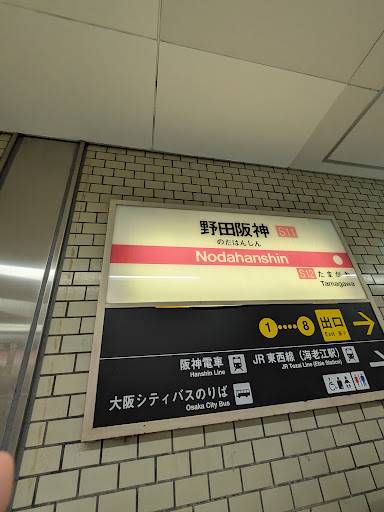 野田阪神 S11
のだはんしん
Nodahanshin
S12 たまがわ
Tamagawa
1 8 出口
Exit
阪神電車
Hanshin Line
JR東西線(海老江駅)
JR Tozai Line (Ebie Station)
大阪シティバスのりば
Osaka City Bus